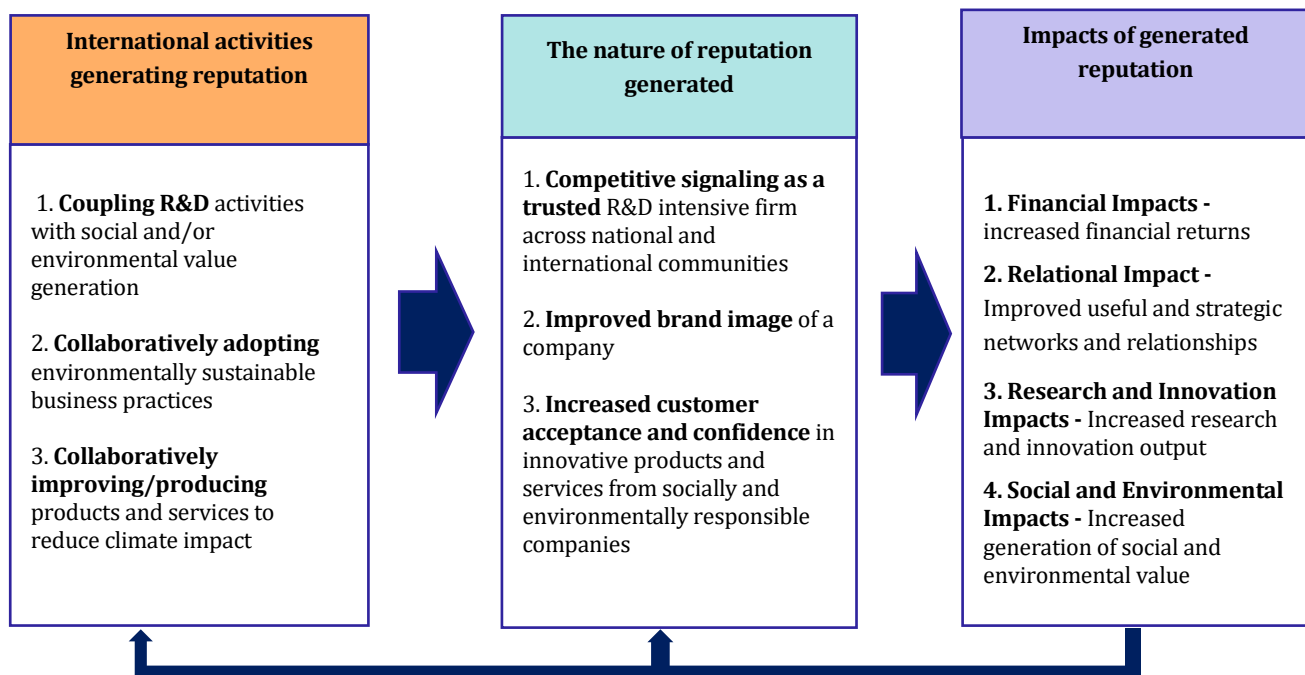 International activities
generating reputation
1. Coupling R&D activities
with social and/or
environmental value
generation
2. Collaboratively adopting
environmentally sustainable
business practices
3. Collaboratively
improving/producing
products and services to
reduce climate impact
The nature of reputation
generated
1. Competitive signaling as a
trusted R&D intensive firm
across national and
international communities
2. Improved brand image of a
company
3. Increased customer
acceptance and confidence in
innovative products and
services from socially and
environmentally responsible
companies
Impacts of generated
reputation
1. Financial Impacts -
increased financial returns
2. Relational Impact -
Improved useful and strategic
networks and relationships
3. Research and Innovation
Impacts - Increased research
and innovation output
4. Social and Environmental
Impacts - Increased
generation of social and
environmental value